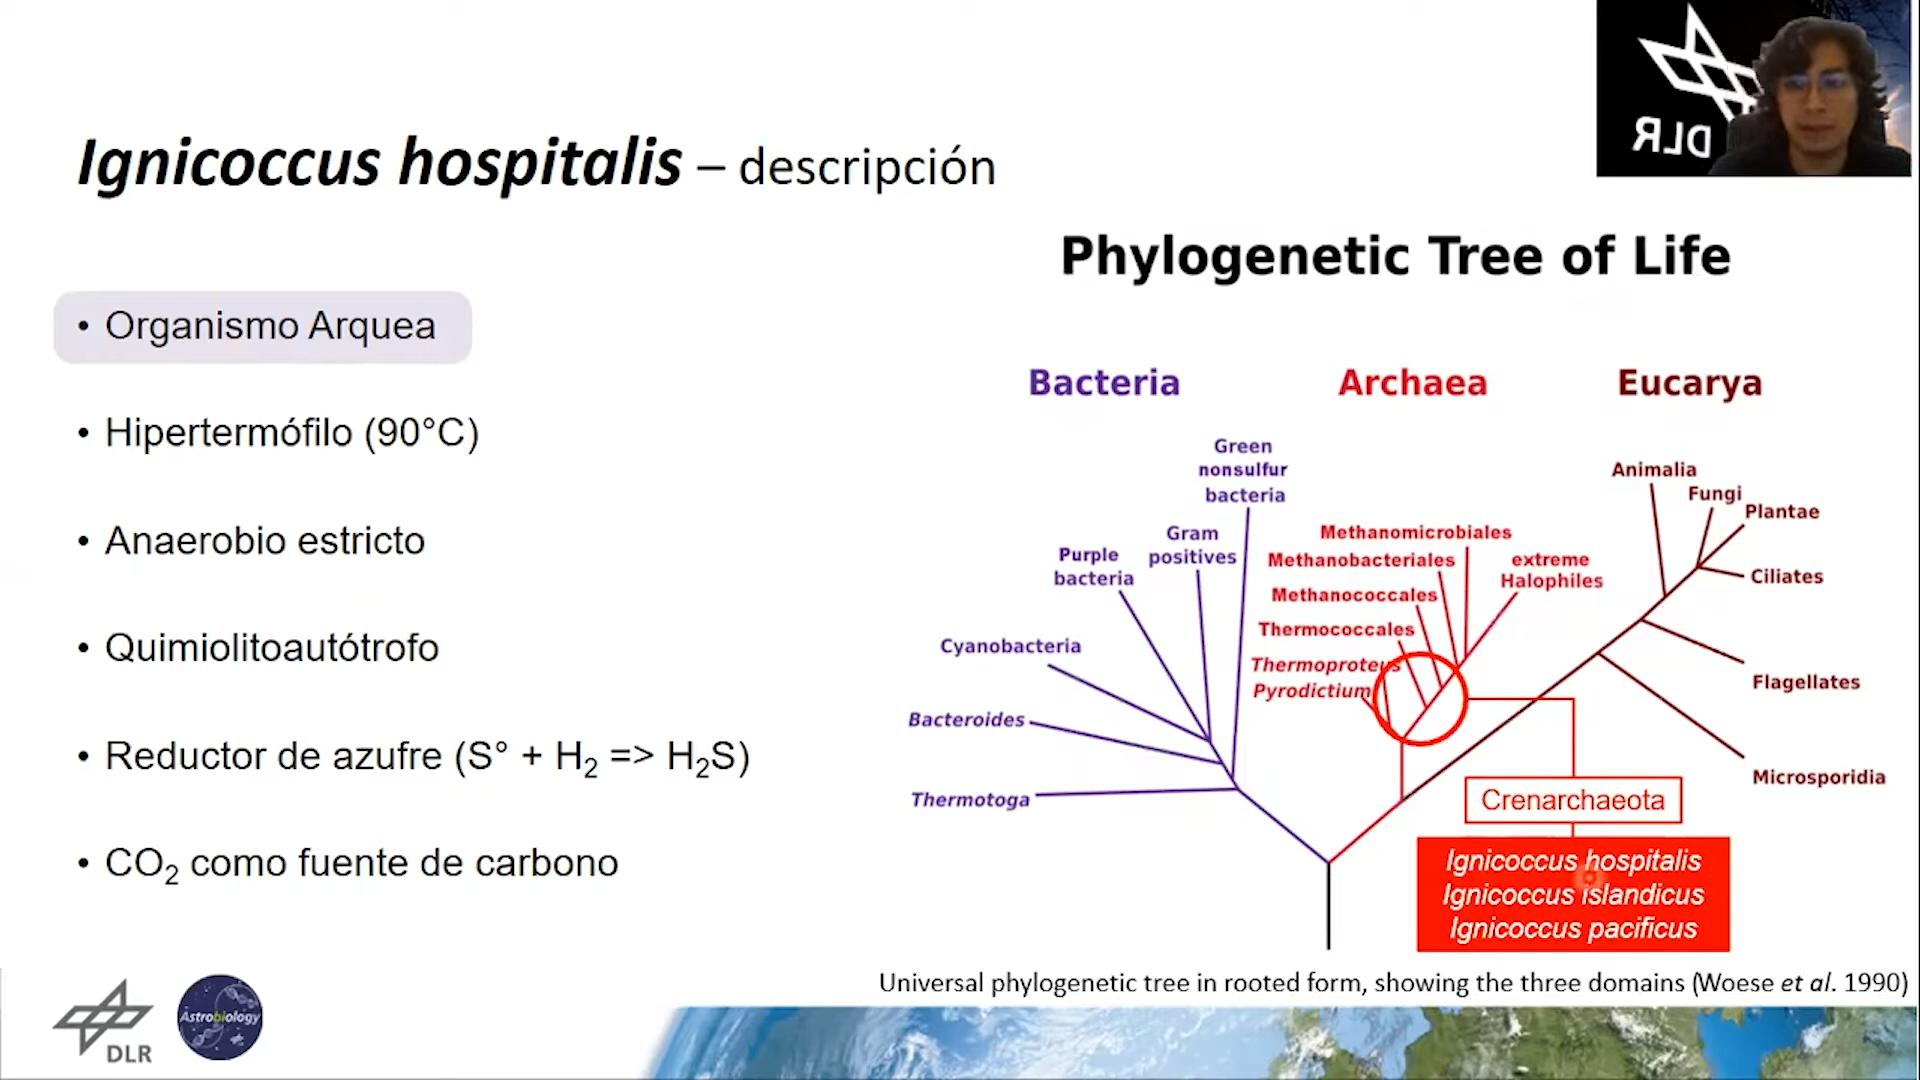 DLR
Ignicoccus hospitalis – descripción
• Organismo Arquea
• Hipertermófilo (90°C)
• Anaerobio estricto
• Quimiolitoautótrofo
• Reductor de azufre (S° + H₂ => H₂S)
• CO₂ como fuente de carbono
Phylogenetic Tree of Life
Bacteria
Archaea
Eucarya
Green
nonsulfur
bacteria
Gram
positives
Purple
bacteria
Cyanobacteria
Bacteroides
Thermotoga
Methanomicrobiales
Methanobacteriales
Methanococcales
Thermococcales
Thermoproteus
Pyrodictium
extreme
Halophiles
Animalia
Fungi
Plantae
Ciliates
Flagellates
Microsporidia
Crenarchaeota
Ignicoccus hospitalis
Ignicoccus islandicus
Ignicoccus pacificus
Universal phylogenetic tree in rooted form, showing the three domains (Woese et al. 1990)
DLR
Astrobiology